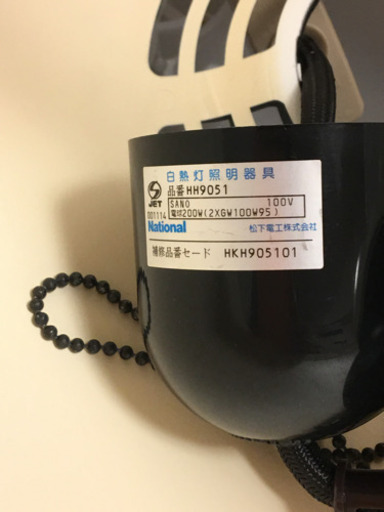 白熱灯照明器具
品番HH9051
JET SANO 100V
001114 電球200W(2XGW100W95)
National 松下電工株式会社
補修品番セード HKH905101